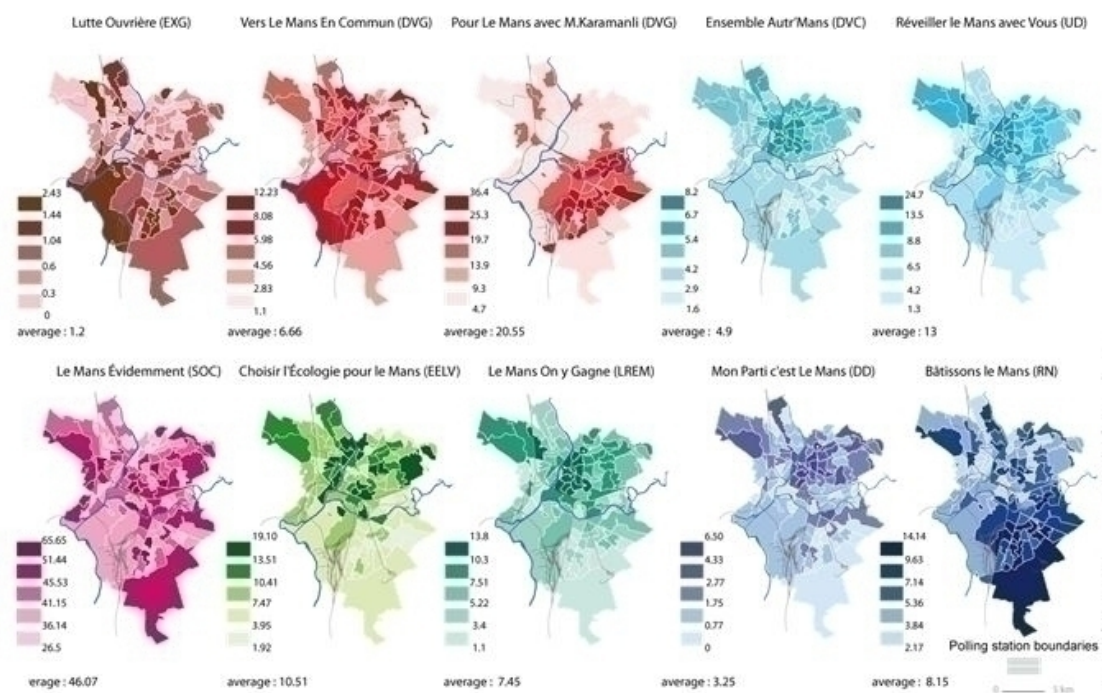 Lutte Ouvrière (EXG)
Vers Le Mans En Commun (DVG)
Pour Le Mans avec M.Karamanli (DVG)
Ensemble Autr'Mans (DVC)
Réveiller le Mans avec Vous (UD)
2.43
1.44
1.04
0.6
0.3
0
average : 1.2
12.23
8.08
5.98
4.56
2.83
1.1
average : 6.66
36.4
25.3
19.7
13.9
9.3
4.7
average : 20.55
8.2
6.7
5.4
4.2
2.9
1.6
average : 4.9
24.7
13.5
8.8
6.5
4.2
1.3
average : 13
Le Mans Évidemment (SOC)
Choisir l'Écologie pour le Mans (EELV)
Le Mans On y Gagne (LREM)
Mon Parti c'est Le Mans (DD)
Bâtissons le Mans (RN)
65.65
51.44
45.53
41.15
36.14
26.5
erage : 46.07
19.10
13.51
10.41
7.47
3.95
1.92
average : 10.51
13.8
10.3
7.51
5.22
3.4
1.1
average : 7.45
6.50
4.33
2.77
1.75
0.77
0
average : 3.25
14.14
9.63
7.14
5.36
3.84
2.17
average : 8.15
Polling station boundaries
0 5 km